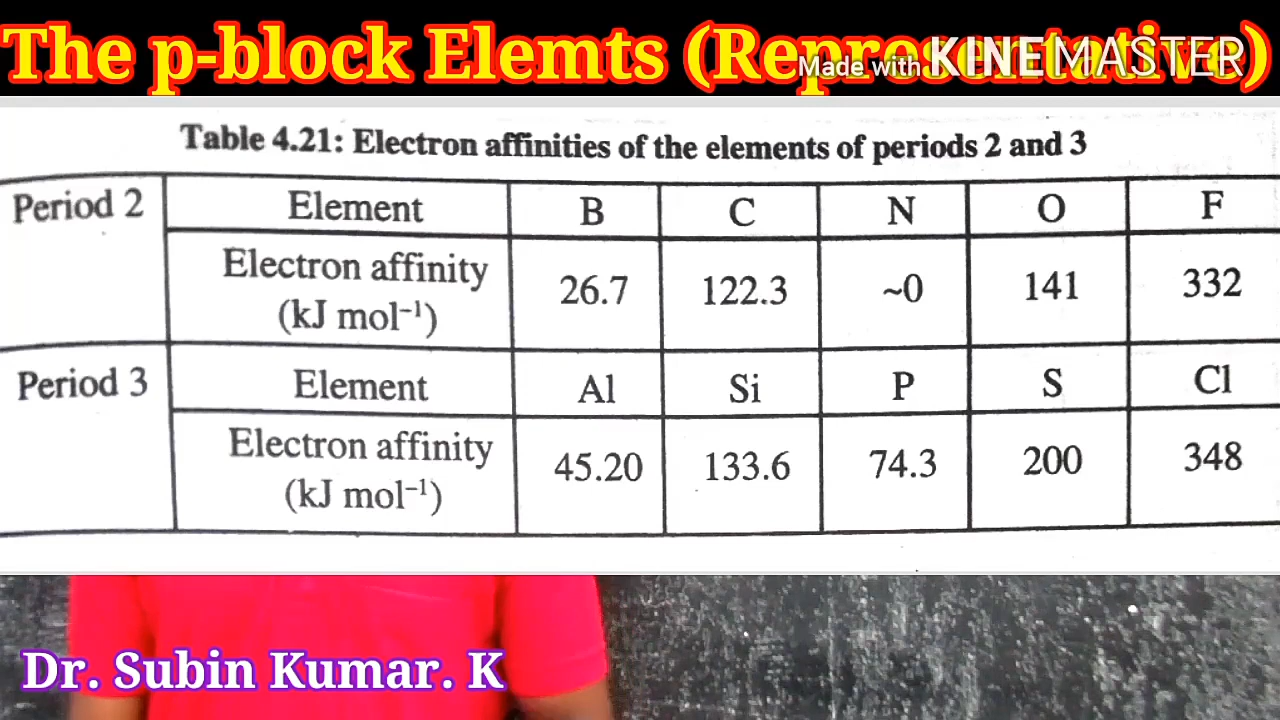 The p-block Elemts (Representative)
Made with KINEMASTER
Table 4.21: Electron affinities of the elements of periods 2 and 3
Period 2 Element B C N O F
Electron affinity (kJ mol⁻¹) 26.7 122.3 ~0 141 332
Period 3 Element Al Si P S Cl
Electron affinity (kJ mol⁻¹) 45.20 133.6 74.3 200 348
Dr. Subin Kumar. K